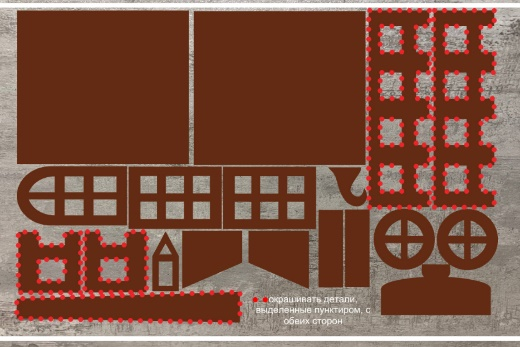 окрашивать детали,
выделенные пунктиром, с
обеих сторон